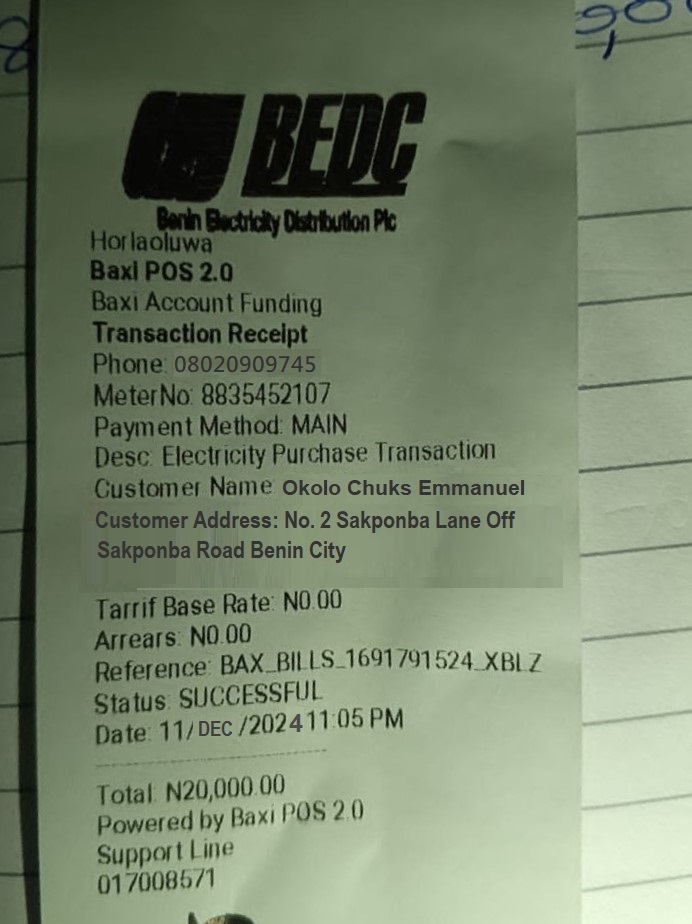 BEDC
Benin Electricity Distribution Plc
Horlaoluwa
Baxi POS 2.0
Baxi Account Funding
Transaction Receipt
Phone: 08020909745
MeterNo: 8835452107
Payment Method: MAIN
Desc: Electricity Purchase Transaction
Customer Name Okolo Chuks Emmanuel
Customer Address: No. 2 Sakponba Lane Off
Sakponba Road Benin City
Tarrif Base Rate: N0.00
Arrears: N0.00
Reference: BAX_BILLS_1691791524_XBLZ
Status: SUCCESSFUL
Date: 11/DEC/2024 11:05 PM
Total: N20,000.00
Powered by Baxi POS 2.0
Support Line
017008571